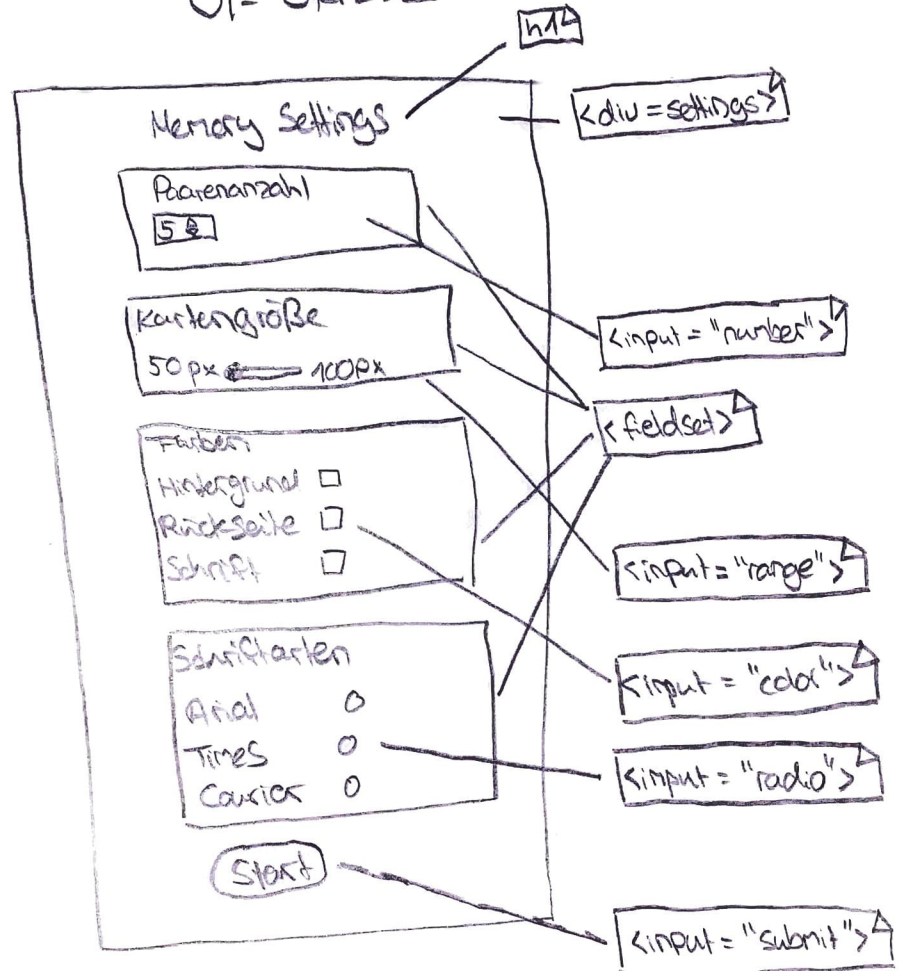 h1
Memory Settings
<div=settings>
Paarenanzahl
5
<input = "number">
Kartengröße
50px 100px
<fieldset>
Farben
Hintergrund
Rückseite
Schrift
<input = "range">
Schriftarten
Arial
Times
Courier
<input = "color">
<input = "radio">
Start
<input = "submit">